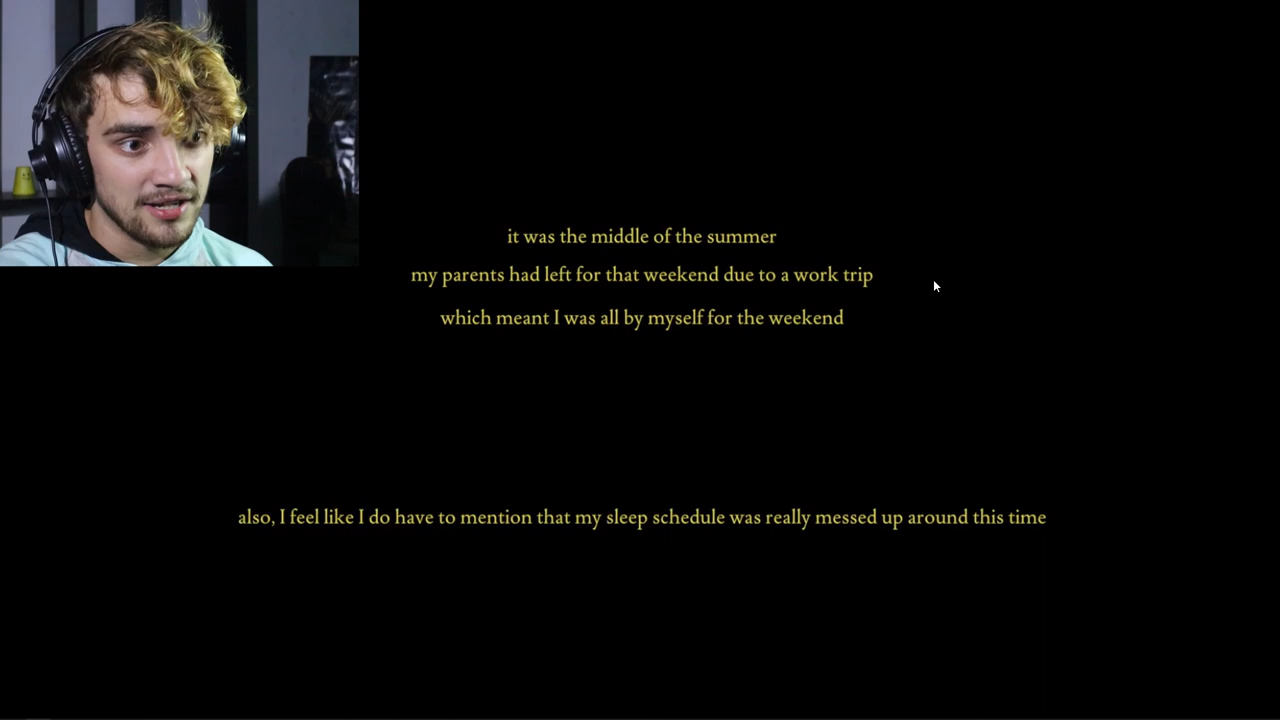 it was the middle of the summer
my parents had left for that weekend due to a work trip
which meant I was all by myself for the weekend
also, I feel like I do have to mention that my sleep schedule was really messed up around this time